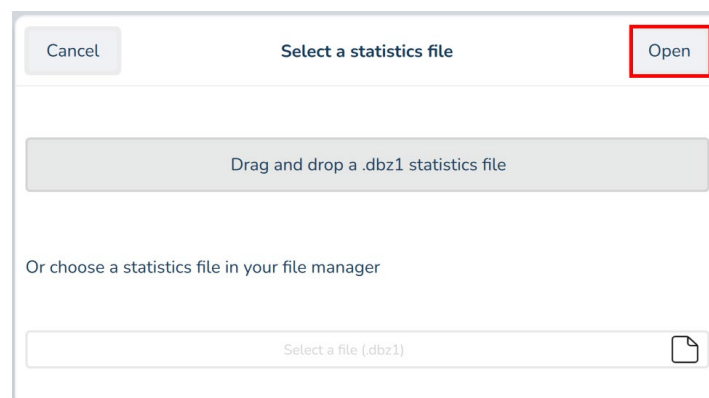 Cancel Select a statistics file Open
Drag and drop a .dbz1 statistics file
Or choose a statistics file in your file manager
Select a file (.dbz1)